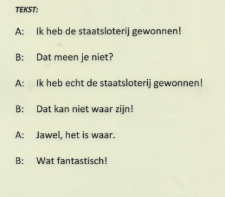 TEKST:
A: Ik heb de staatsloterij gewonnen!
B: Dat meen je niet?
A: Ik heb echt de staatsloterij gewonnen!
B: Dat kan niet waar zijn!
A: Jawel, het is waar.
B: Wat fantastisch!